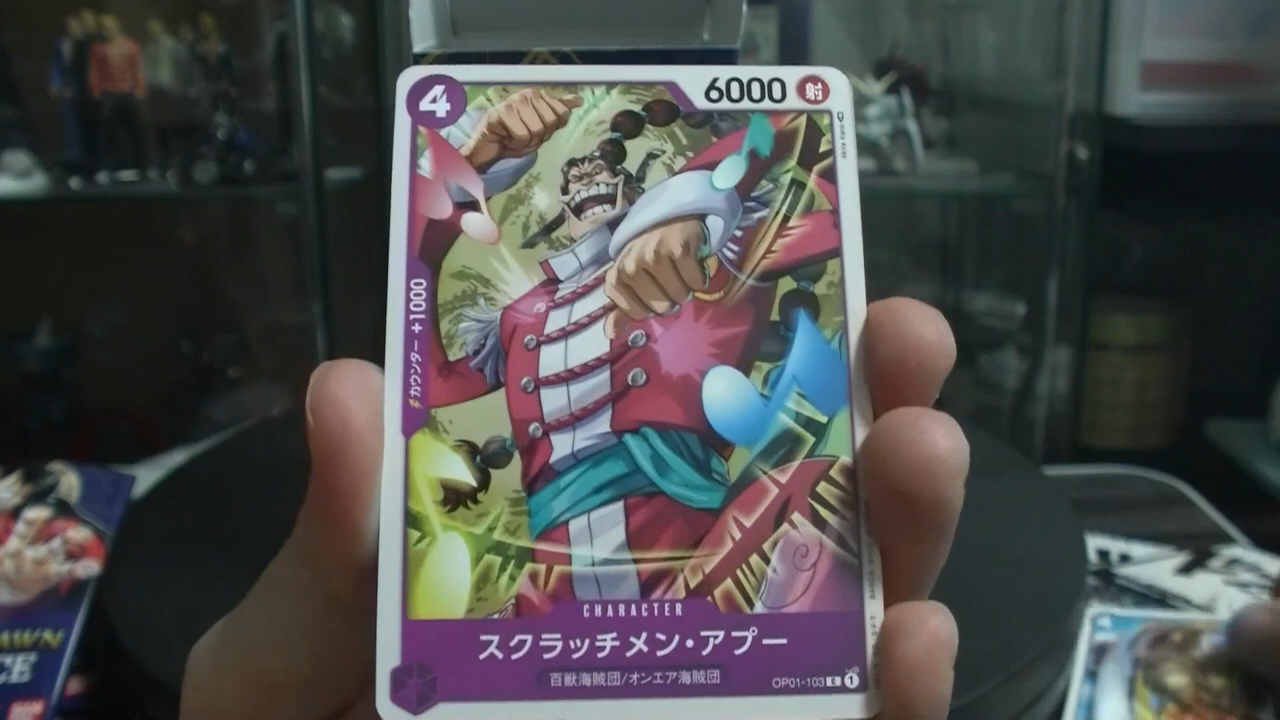 4
6000 射
カウンター +1000
CHARACTER
スクラッチメン・アプー
百獣海賊団/オンエア海賊団
OP01-103 C 1